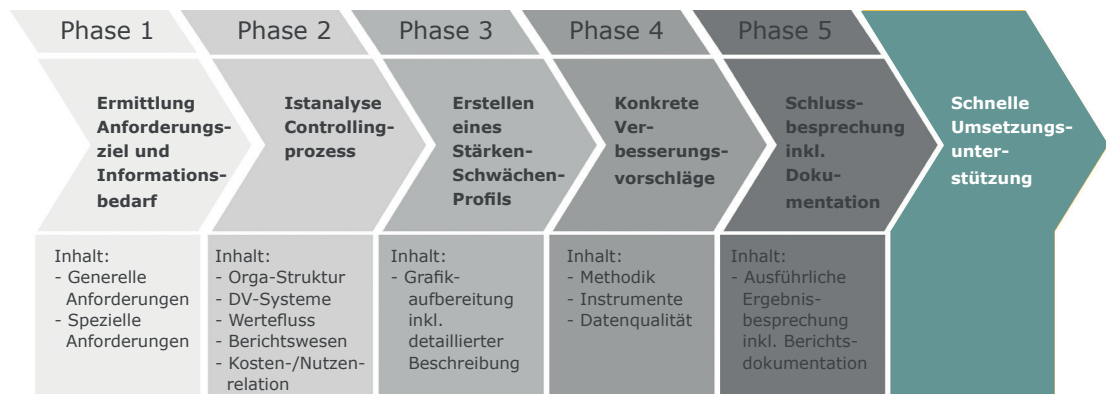 Phase 1
Ermittlung
Anforderungs-
ziel und
Informations-
bedarf
Inhalt:
- Generelle
Anforderungen
- Spezielle
Anforderungen
Phase 2
Istanalyse
Controlling-
prozess
Inhalt:
- Orga-Struktur
- DV-Systeme
- Wertefluss
- Berichtswesen
- Kosten-/Nutzen-
relation
Phase 3
Erstellen
eines
Stärken-
Schwächen-
Profils
Inhalt:
- Grafik-
aufbereitung
inkl.
detaillierter
Beschreibung
Phase 4
Konkrete
Ver-
besserungs-
vorschläge
Inhalt:
- Methodik
- Instrumente
- Datenqualität
Phase 5
Schluss-
besprechung
inkl.
Doku-
mentation
Inhalt:
- Ausführliche
Ergebnis-
besprechung
inkl. Berichts-
dokumentation
Schnelle
Umsetzungs-
unter-
stützung